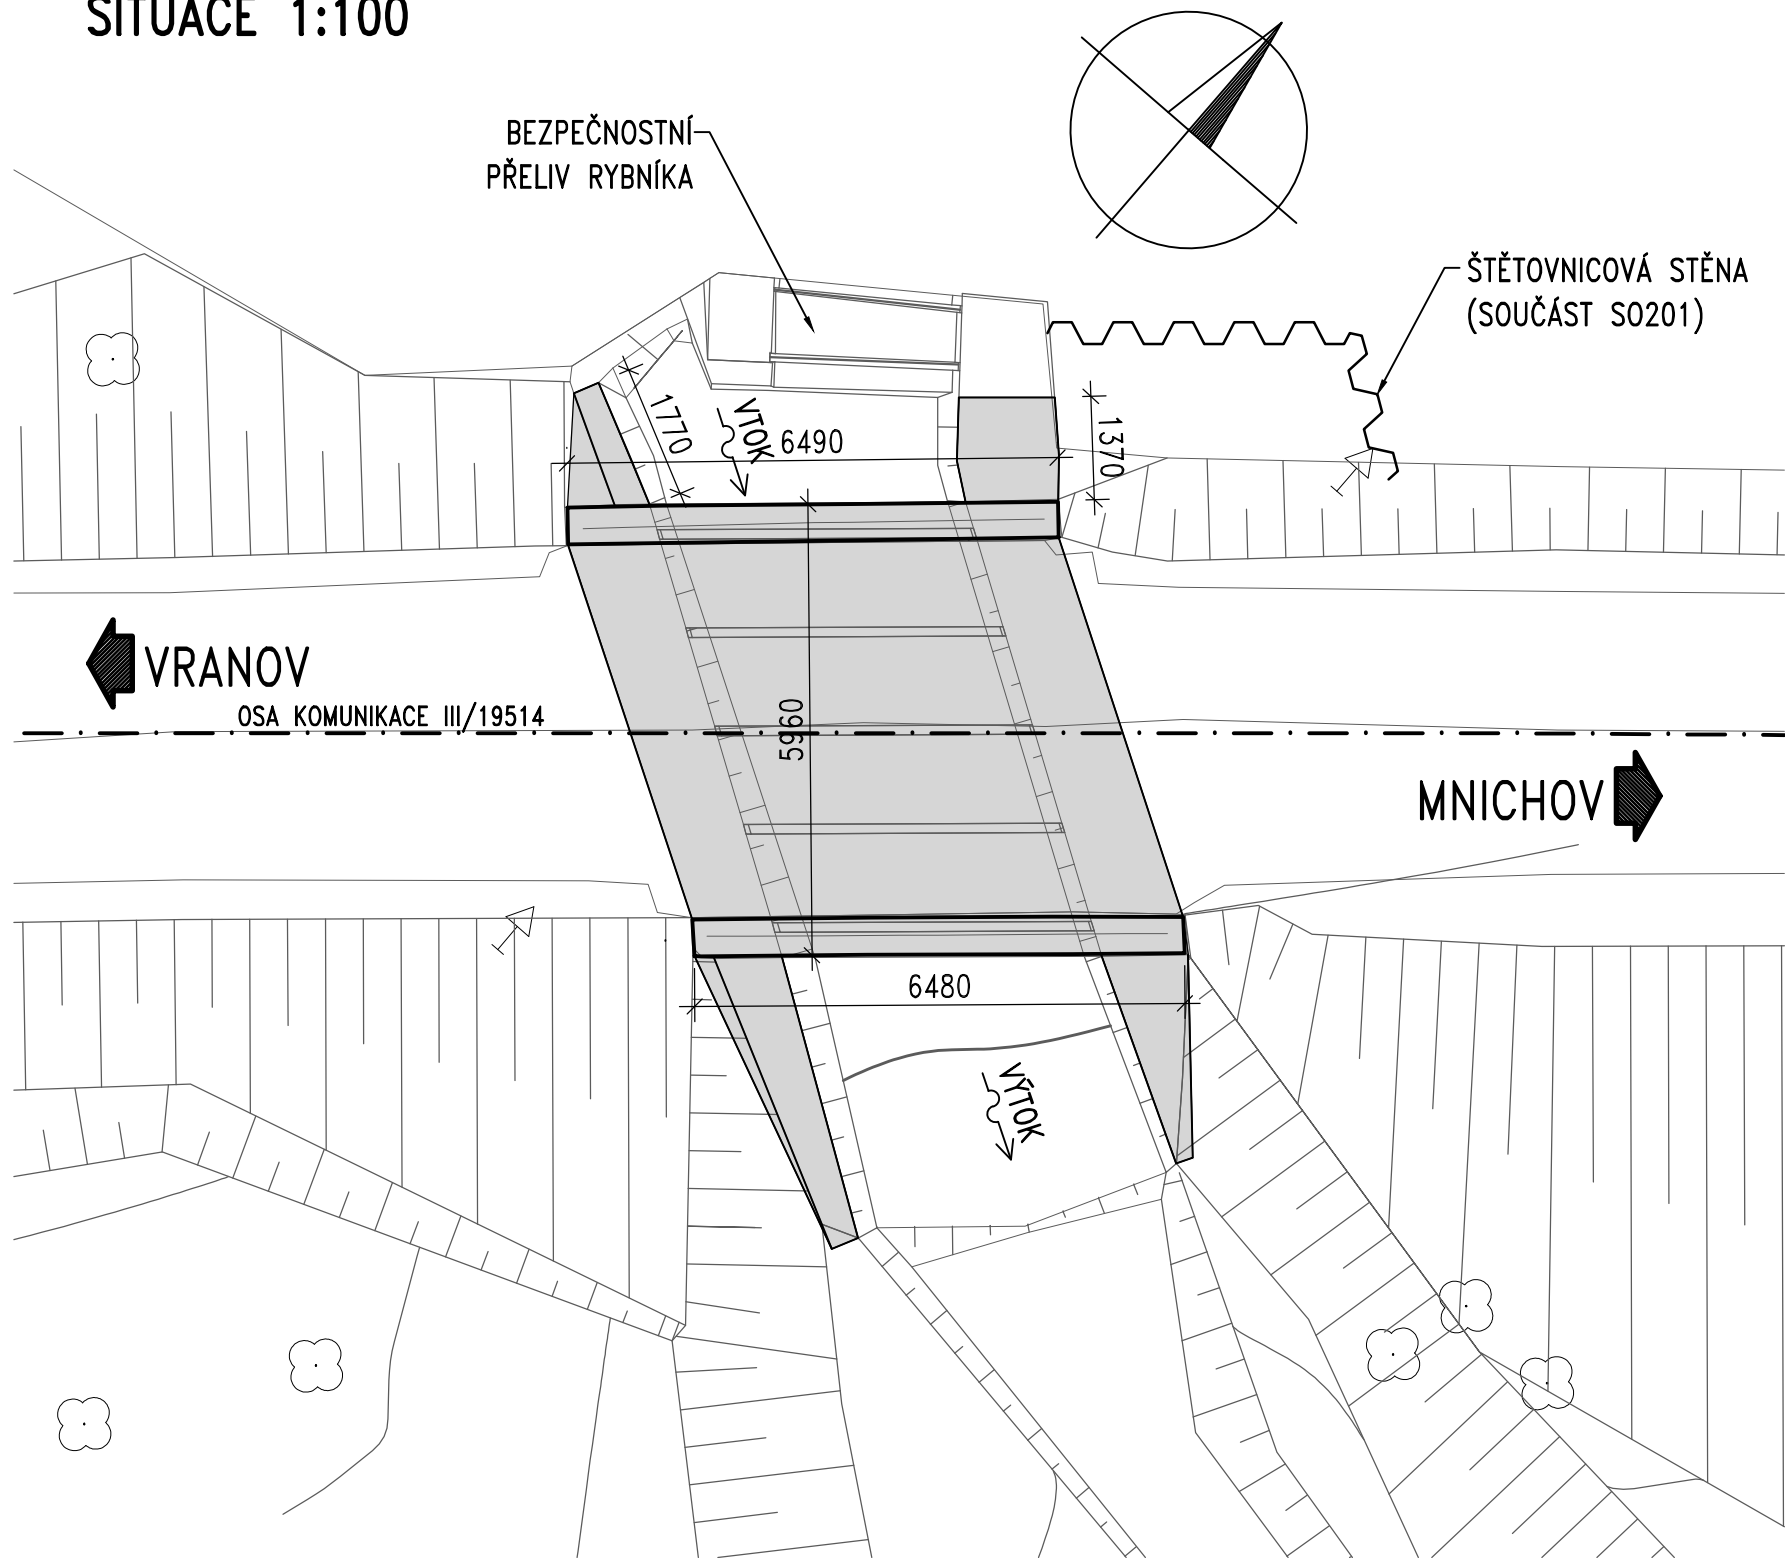 SITUACE 1:100
BEZPEČNOSTNÍ
PŘELIV RYBNÍKA
ŠTĚTOVNICOVÁ STĚNA
(SOUČÁST SO201)
1770
VTOK
6490
1370
VRANOV
OSA KOMUNIKACE III/19514
5960
MNICHOV
6480
VÝTOK